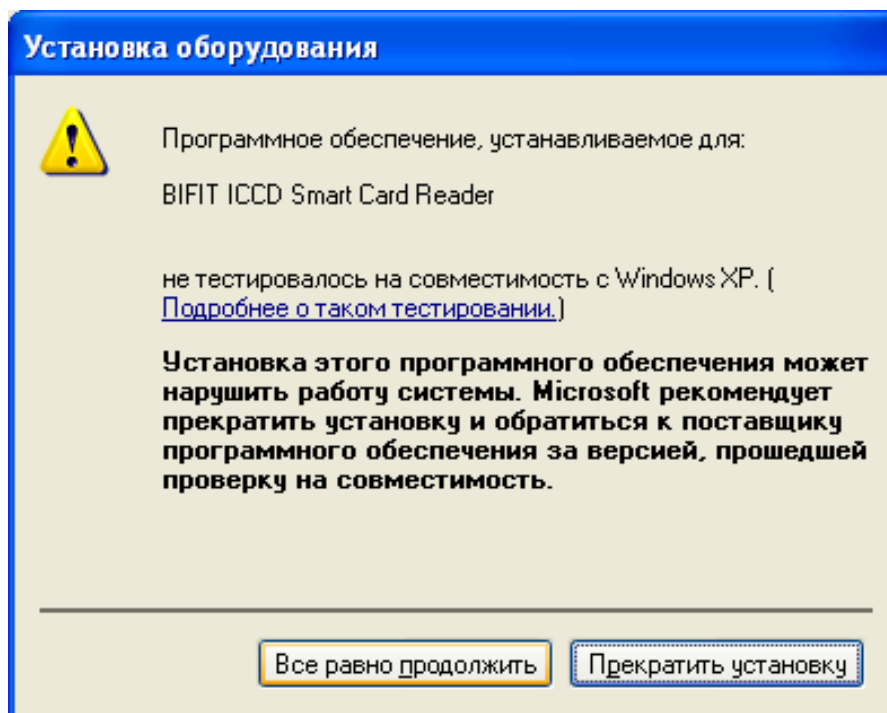 Установка оборудования
Программное обеспечение, устанавливаемое для:
BIFIT ICCD Smart Card Reader
не тестировалось на совместимость с Windows XP. (
Подробнее о таком тестировании.)
Установка этого программного обеспечения может
нарушить работу системы. Microsoft рекомендует
прекратить установку и обратиться к поставщику
программного обеспечения за версией, прошедшей
проверку на совместимость.
Все равно продолжить
Прекратить установку